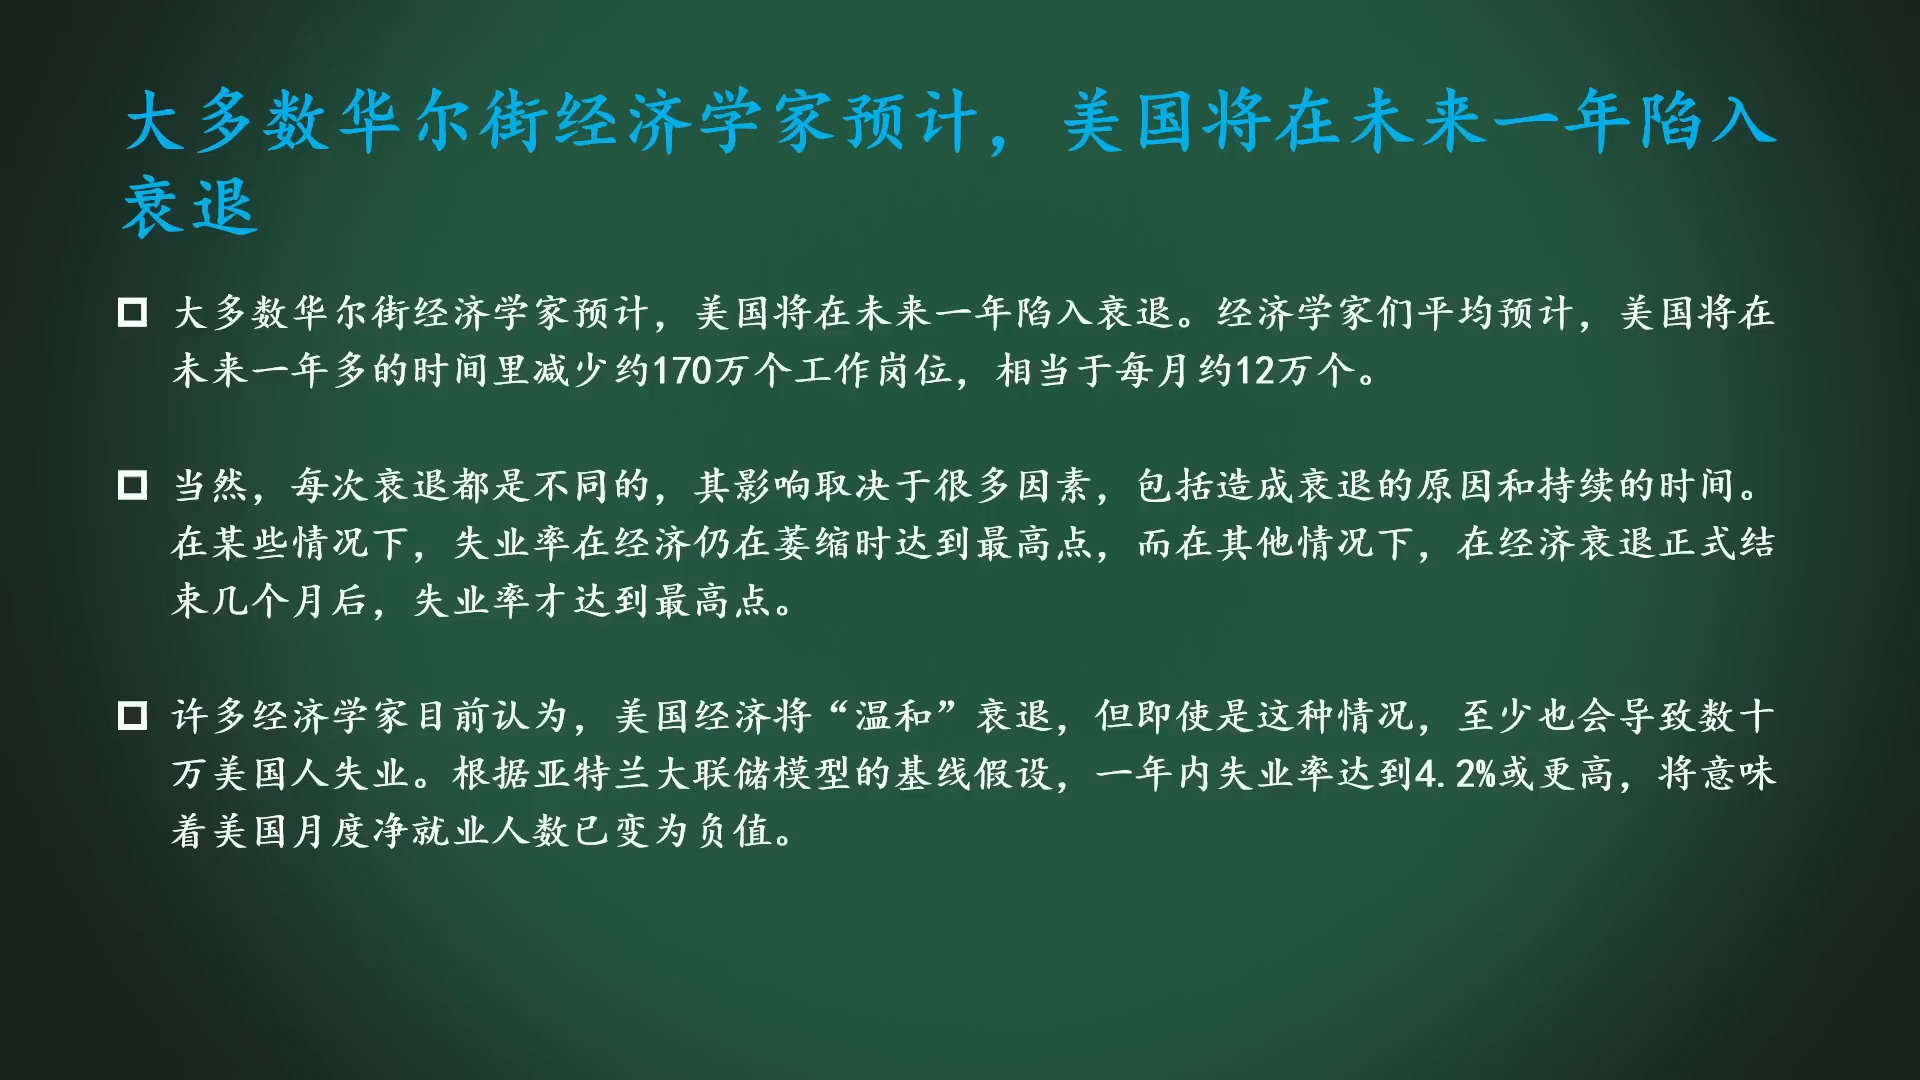 大多数华尔街经济学家预计，美国将在未来一年陷入
衰退
大多数华尔街经济学家预计，美国将在未来一年陷入衰退。经济学家们平均预计，美国将在
未来一年多的时间里减少约170万个工作岗位，相当于每月约12万个。
当然，每次衰退都是不同的，其影响取决于很多因素，包括造成衰退的原因和持续的时间。
在某些情况下，失业率在经济仍在萎缩时达到最高点，而在其他情况下，在经济衰退正式结
束几个月后，失业率才达到最高点。
许多经济学家目前认为，美国经济将“温和”衰退，但即使是这种情况，至少也会导致数十
万美国人失业。根据亚特兰大联储模型的基线假设，一年内失业率达到4.2%或更高，将意味
着美国月度净就业人数已变为负值。